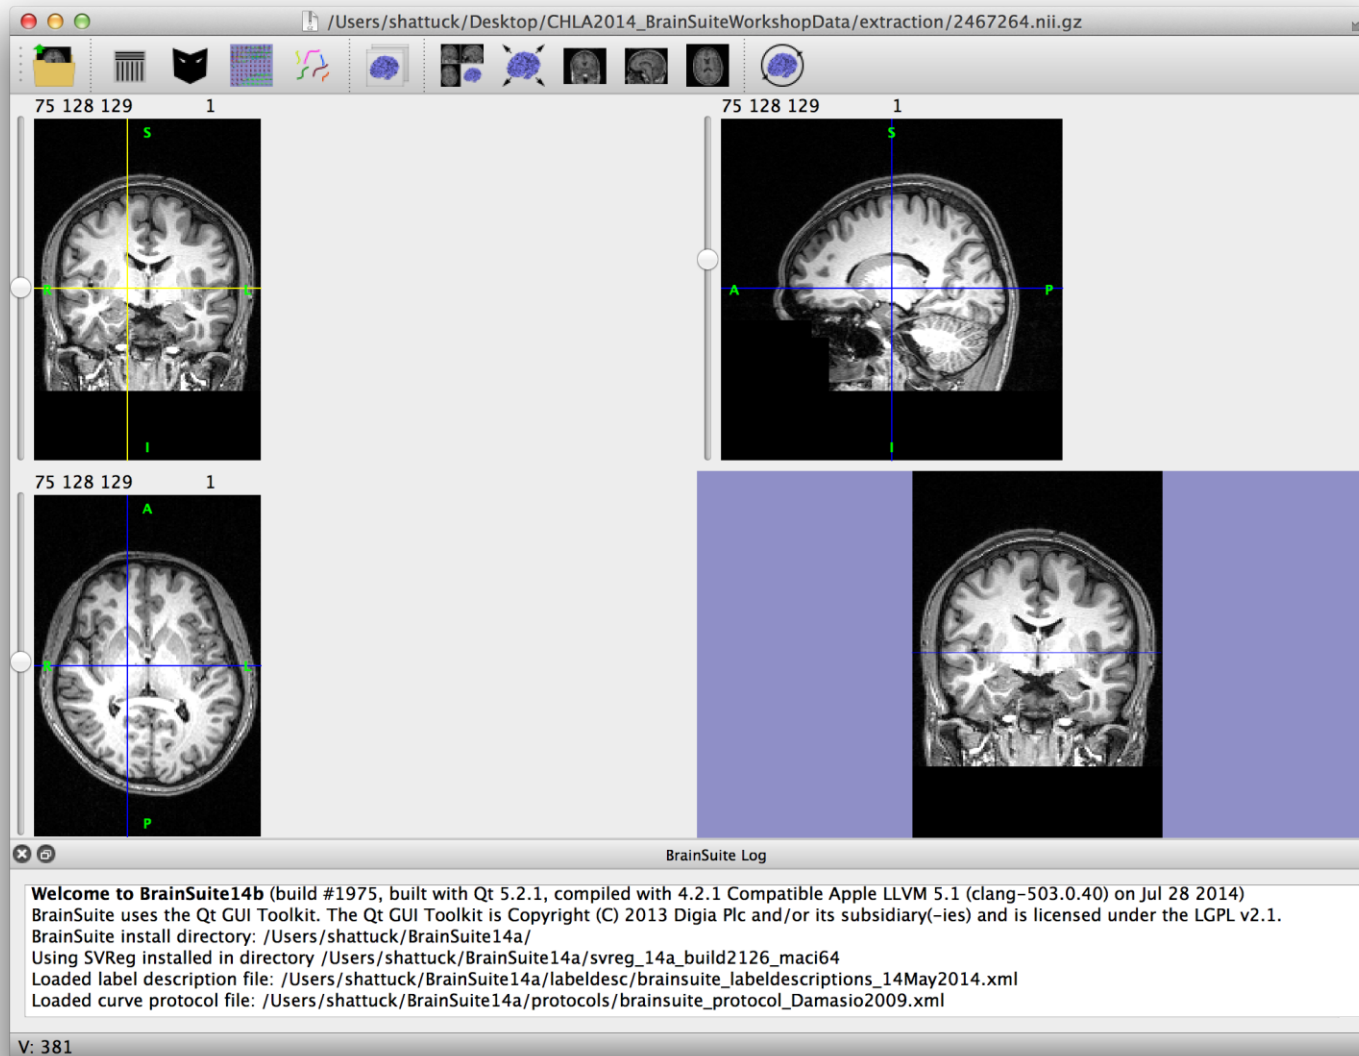 /Users/shattuck/Desktop/CHLA2014_BrainSuiteWorkshopData/extraction/2467264.nii.gz
75 128 129 1
S
R L
I
75 128 129 1
S
A P
I
75 128 129 1
A
R L
P
BrainSuite Log
Welcome to BrainSuite14b (build #1975, built with Qt 5.2.1, compiled with 4.2.1 Compatible Apple LLVM 5.1 (clang-503.0.40) on Jul 28 2014)
BrainSuite uses the Qt GUI Toolkit. The Qt GUI Toolkit is Copyright (C) 2013 Digia Plc and/or its subsidiary(-ies) and is licensed under the LGPL v2.1.
BrainSuite install directory: /Users/shattuck/BrainSuite14a/
Using SVReg installed in directory /Users/shattuck/BrainSuite14a/svreg_14a_build2126_maci64
Loaded label description file: /Users/shattuck/BrainSuite14a/labeldesc/brainsuite_labeldescriptions_14May2014.xml
Loaded curve protocol file: /Users/shattuck/BrainSuite14a/protocols/brainsuite_protocol_Damasio2009.xml
V: 381